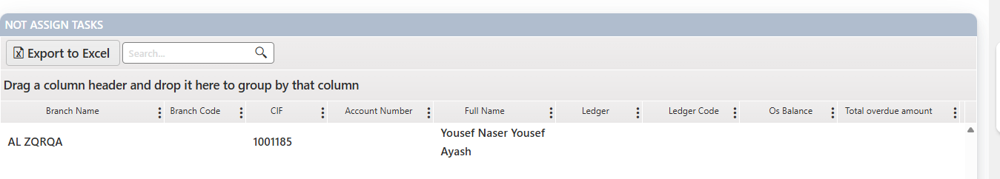 NOT ASSIGN TASKS
Export to Excel
Search...
Drag a column header and drop it here to group by that column
Branch Name Branch Code CIF Account Number Full Name Ledger Ledger Code Os Balance Total overdue amount
AL ZQRQA 1001185 Yousef Naser Yousef
Ayash